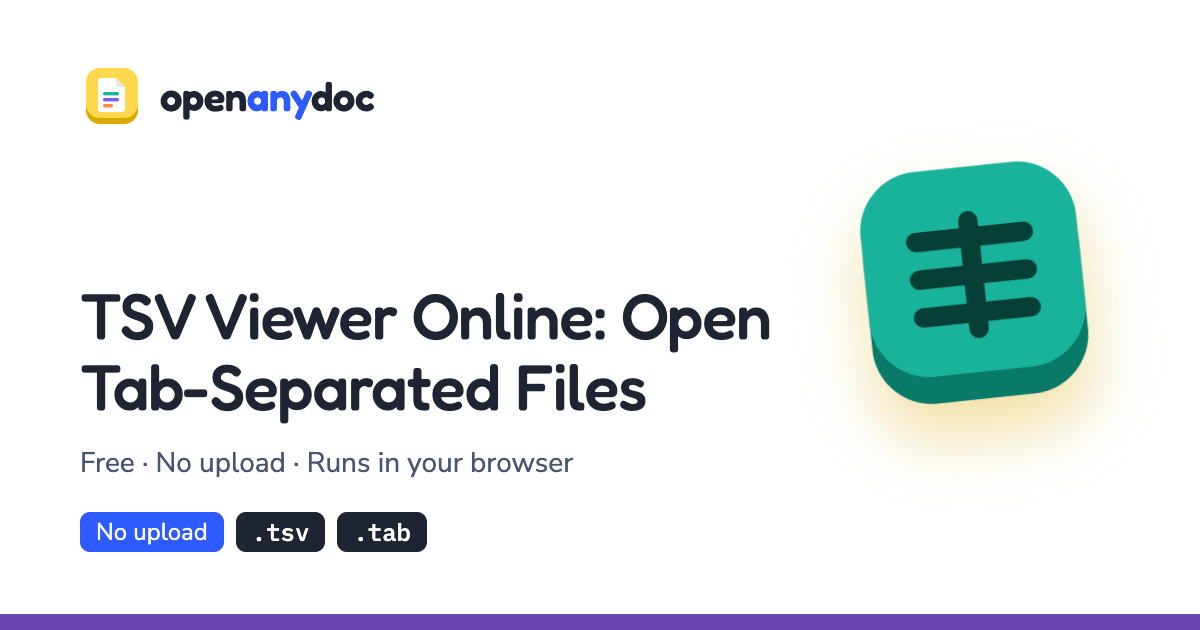 openanydoc
TSV Viewer Online: Open
Tab-Separated Files
Free · No upload · Runs in your browser
No upload .tsv .tab